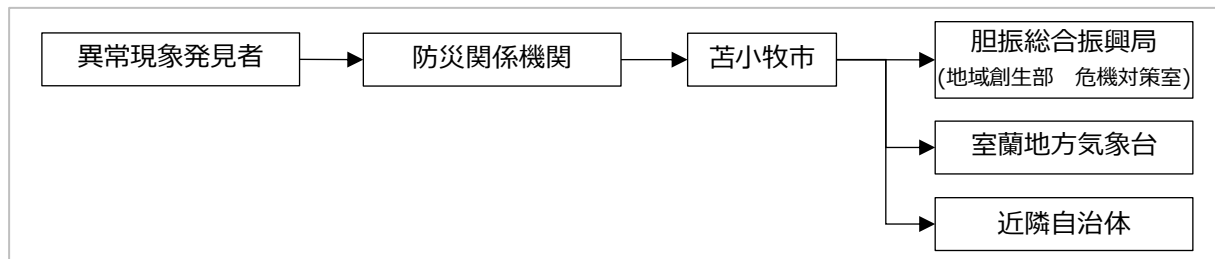 異常現象発見者
防災関係機関
苫小牧市
胆振総合振興局
(地域創生部　危機対策室)
室蘭地方気象台
近隣自治体